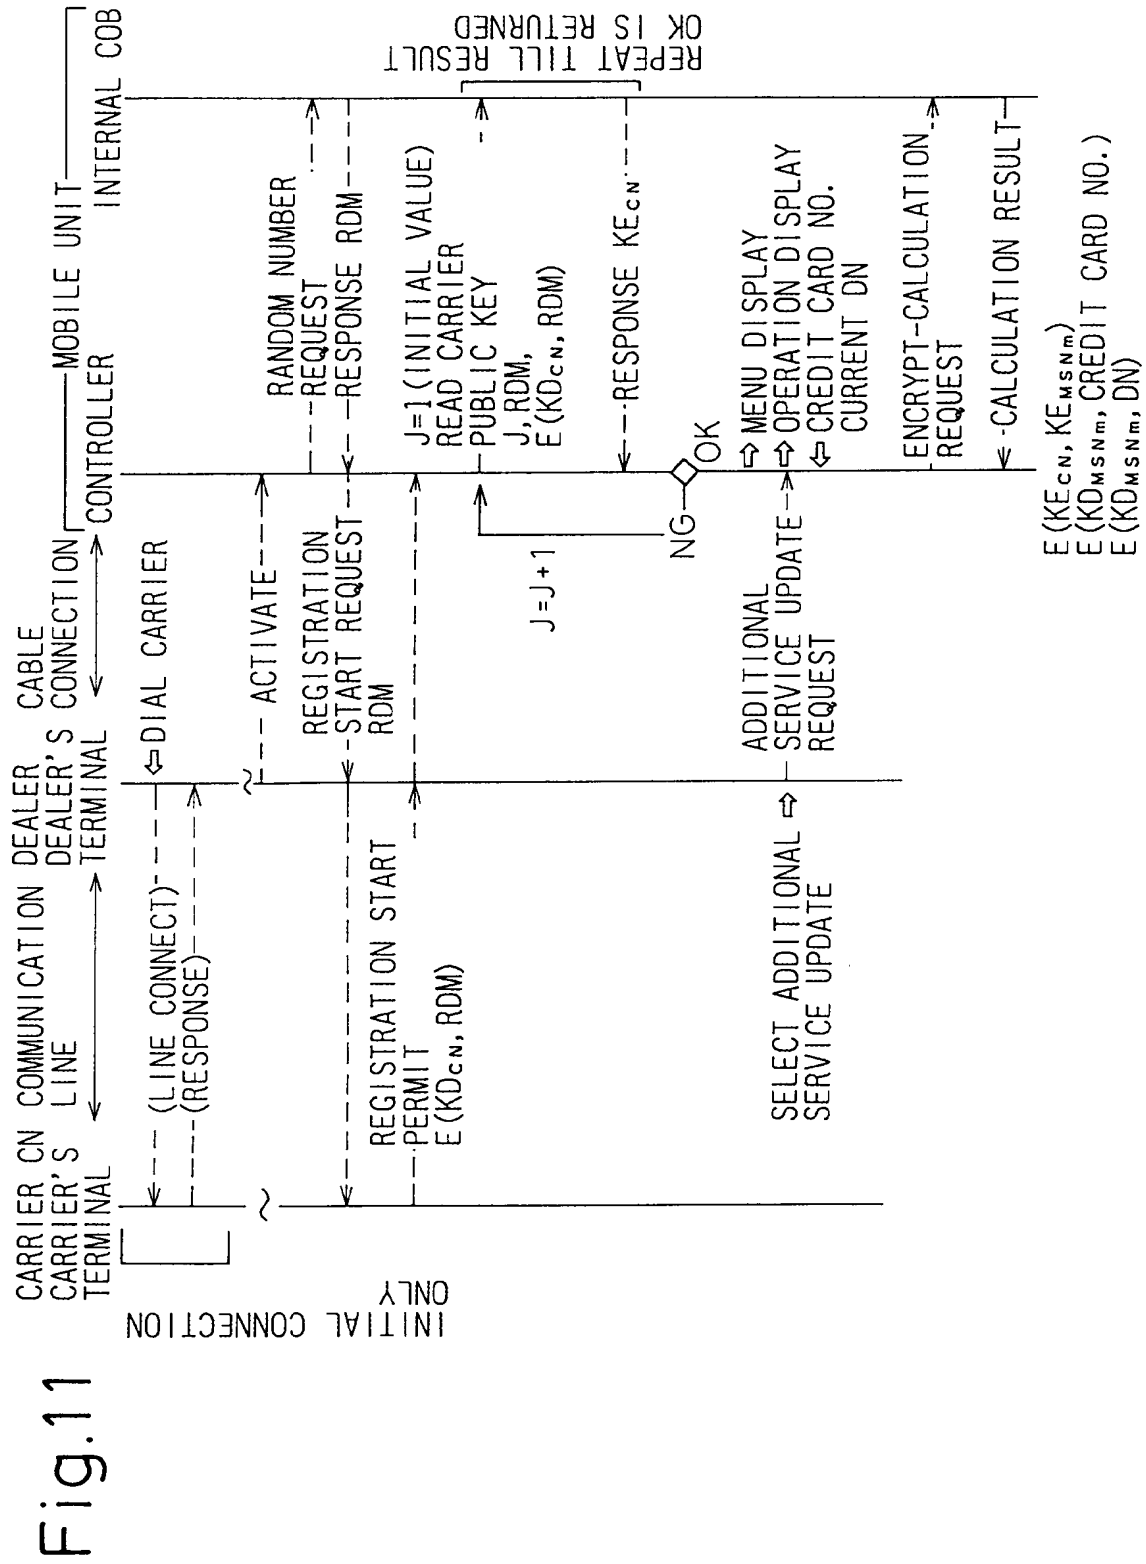 Fig.11
CARRIER CN
CARRIER'S
TERMINAL
COMMUNICATION
LINE
DEALER
DEALER'S
TERMINAL
CABLE
CONNECTION
MOBILE UNIT
CONTROLLER
INTERNAL COB
INITIAL CONNECTION
ONLY
DIAL CARRIER
(LINE CONNECT)
(RESPONSE)
ACTIVATE
RANDOM NUMBER
REQUEST
RESPONSE RDM
REGISTRATION
START REQUEST
RDM
REGISTRATION START
PERMIT
E(KDCN, RDM)
J=1(INITIAL VALUE)
READ CARRIER
PUBLIC KEY
J, RDM,
E(KDCN, RDM)
REPEAT TILL RESULT
OK IS RETURNED
RESPONSE KECN
J=J+1
NG
OK
SELECT ADDITIONAL
SERVICE UPDATE
ADDITIONAL
SERVICE UPDATE
REQUEST
MENU DISPLAY
OPERATION DISPLAY
CREDIT CARD NO.
CURRENT DN
ENCRYPT-CALCULATION
REQUEST
CALCULATION RESULT
E(KECN, KEMSNm)
E(KDMSNm, CREDIT CARD NO.)
E(KDMSNm, DN)